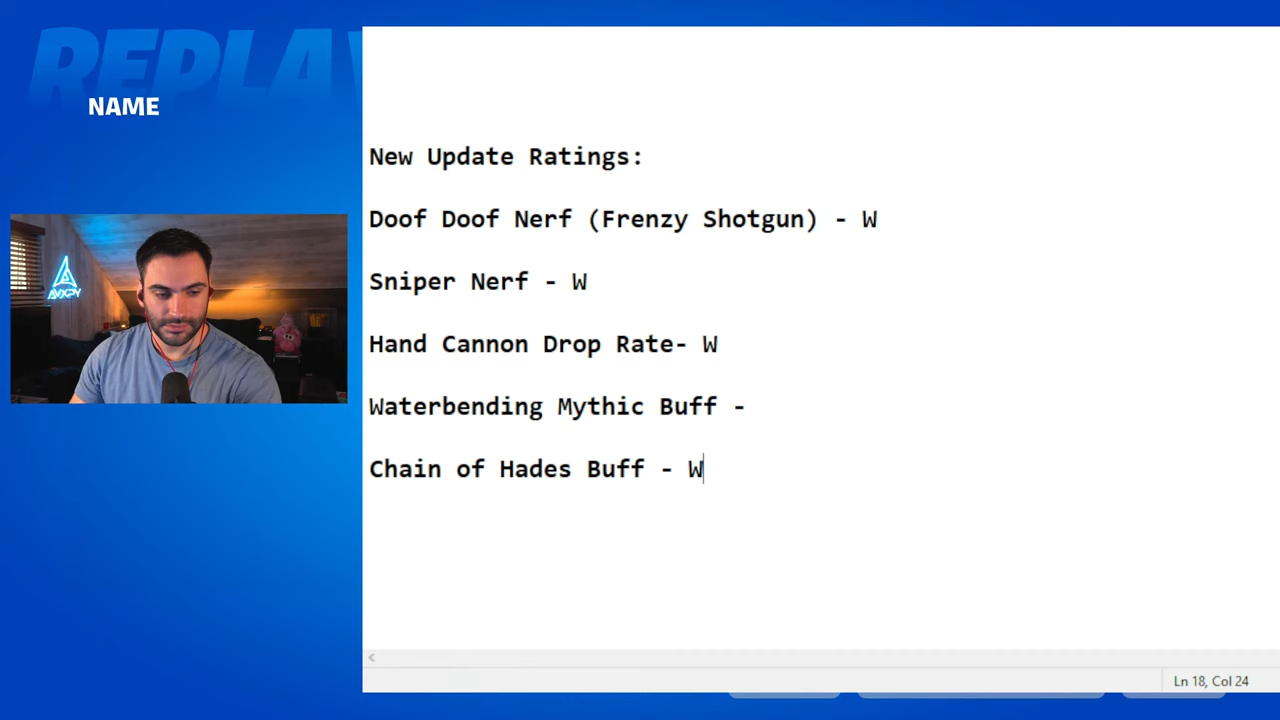 REPLAY
NAME
AVXRY
New Update Ratings:
Doof Doof Nerf (Frenzy Shotgun) - W
Sniper Nerf - W
Hand Cannon Drop Rate- W
Waterbending Mythic Buff -
Chain of Hades Buff - W
Ln 18, Col 24